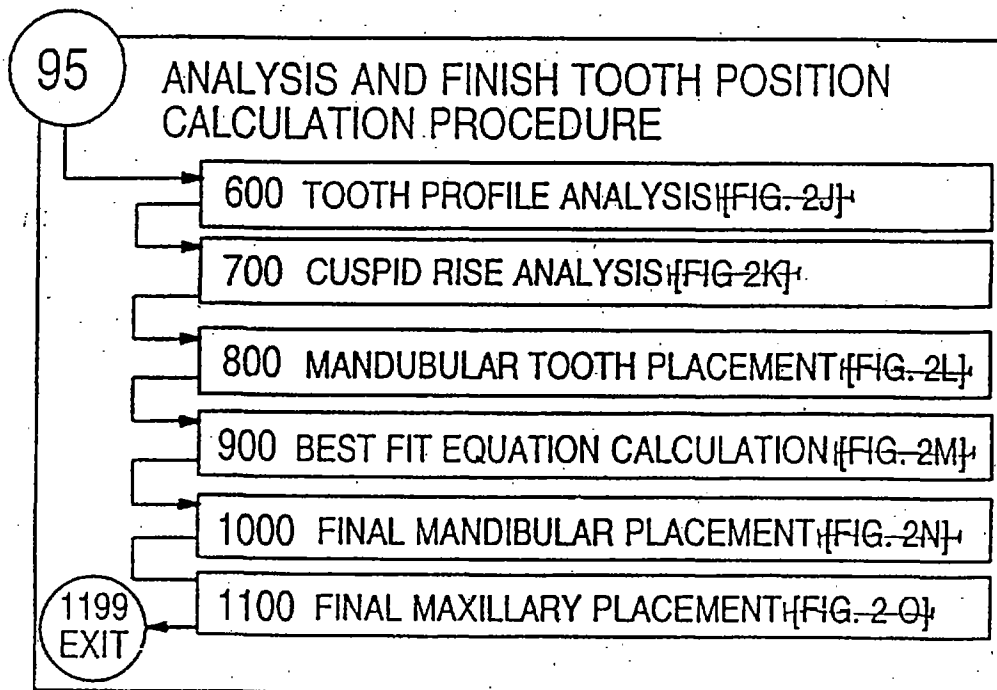 95
ANALYSIS AND FINISH TOOTH POSITION
CALCULATION PROCEDURE
600 TOOTH PROFILE ANALYSIS [FIG. 2J]
700 CUSPID RISE ANALYSIS [FIG 2K]
800 MANDUBULAR TOOTH PLACEMENT [FIG. 2L]
900 BEST FIT EQUATION CALCULATION [FIG. 2M]
1000 FINAL MANDIBULAR PLACEMENT [FIG. 2N]
1100 FINAL MAXILLARY PLACEMENT [FIG. 2 O]
1199
EXIT